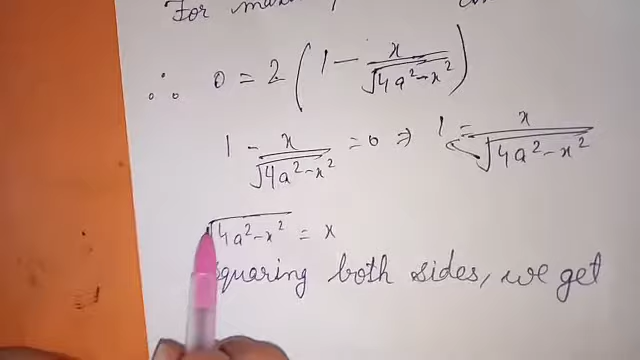 For
∴ 0 = 2 ( 1 - x/√(4a²-x²) )
1 - x/√(4a²-x²) = 0 ⇒ 1 = x/√(4a²-x²)
√(4a²-x²) = x
squaring both sides, we get